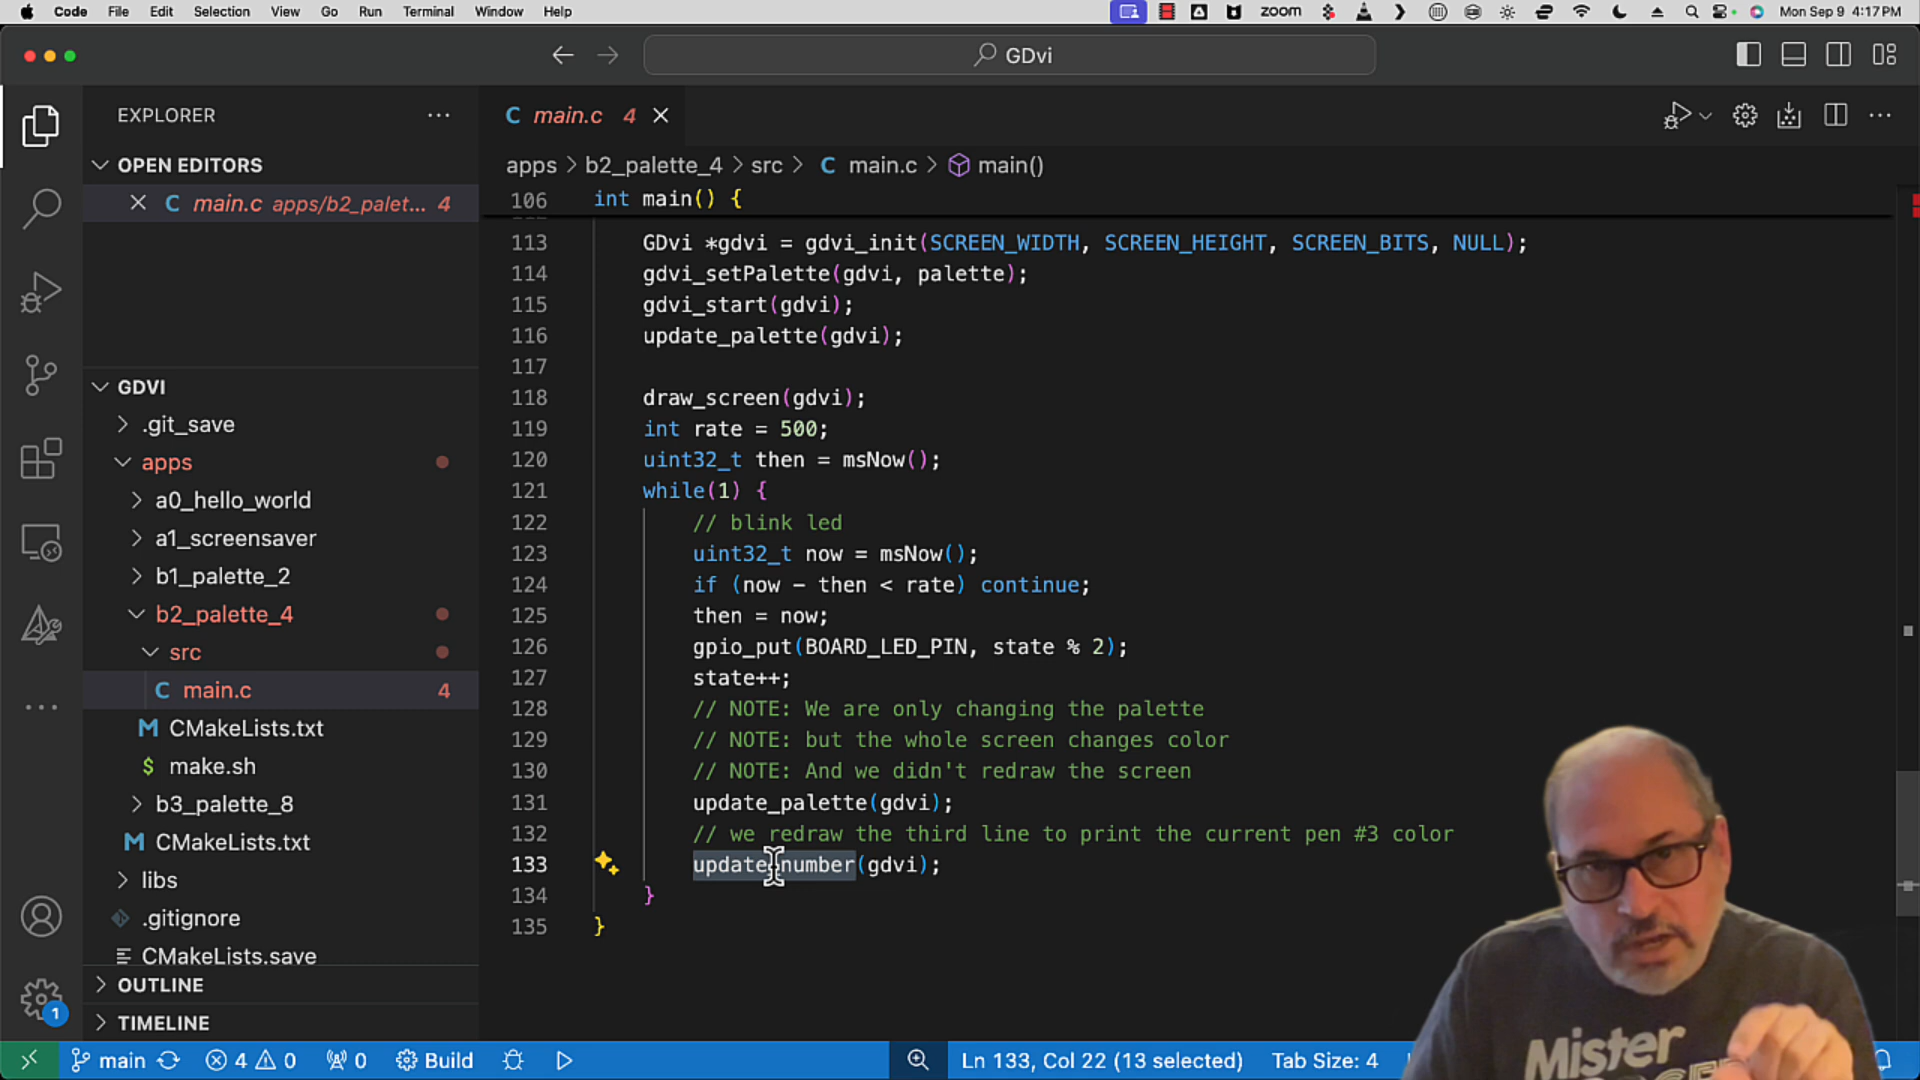 Code File Edit Selection View Go Run Terminal Window Help zoom Mon Sep 9 4:17 PM
GDvi
EXPLORER
main.c 4
OPEN EDITORS
apps > b2_palette_4 > src > C main.c > main()
main.c apps/b2_palet... 4
106 int main() {
113 GDvi *gdvi = gdvi_init(SCREEN_WIDTH, SCREEN_HEIGHT, SCREEN_BITS, NULL);
114 gdvi_setPalette(gdvi, palette);
115 gdvi_start(gdvi);
116 update_palette(gdvi);
117
118 draw_screen(gdvi);
119 int rate = 500;
120 uint32_t then = msNow();
121 while(1) {
122 // blink led
123 uint32_t now = msNow();
124 if (now - then < rate) continue;
125 then = now;
126 gpio_put(BOARD_LED_PIN, state % 2);
127 state++;
128 // NOTE: We are only changing the palette
129 // NOTE: but the whole screen changes color
130 // NOTE: And we didn't redraw the screen
131 update_palette(gdvi);
132 // we redraw the third line to print the current pen #3 color
133 update_number(gdvi);
134 }
135 }
GDVI
.git_save
apps
a0_hello_world
a1_screensaver
b1_palette_2
b2_palette_4
src
C main.c 4
M CMakeLists.txt
$ make.sh
b3_palette_8
M CMakeLists.txt
libs
.gitignore
CMakeLists.save
OUTLINE
TIMELINE
1
main 4 0 0 Build
Ln 133, Col 22 (13 selected) Tab Size: 4
Mister